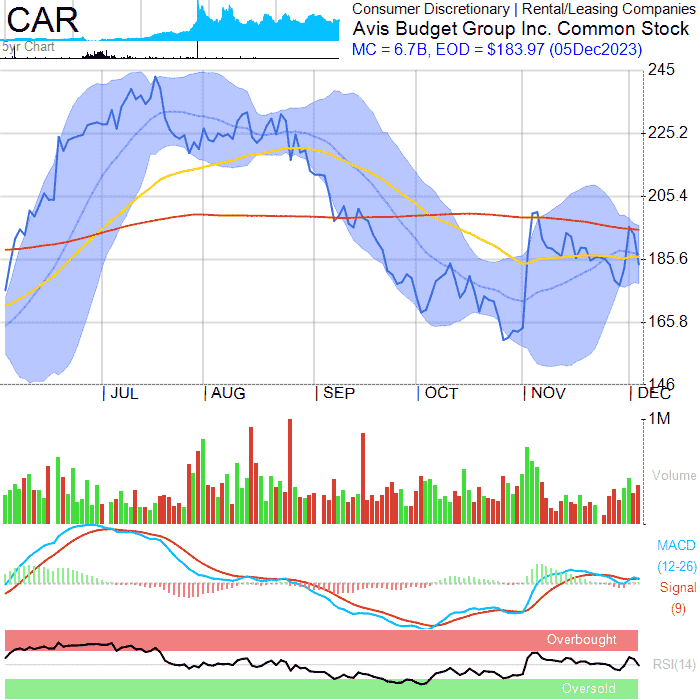 CAR
5yr Chart
Consumer Discretionary | Rental/Leasing Companies
Avis Budget Group Inc. Common Stock
MC = 6.7B, EOD = $183.97 (05Dec2023)
245
225.2
205.4
185.6
165.8
146
JUL AUG SEP OCT NOV DEC
1M
Volume
MACD
(12-26)
Signal
(9)
Overbought
RSI(14)
Oversold